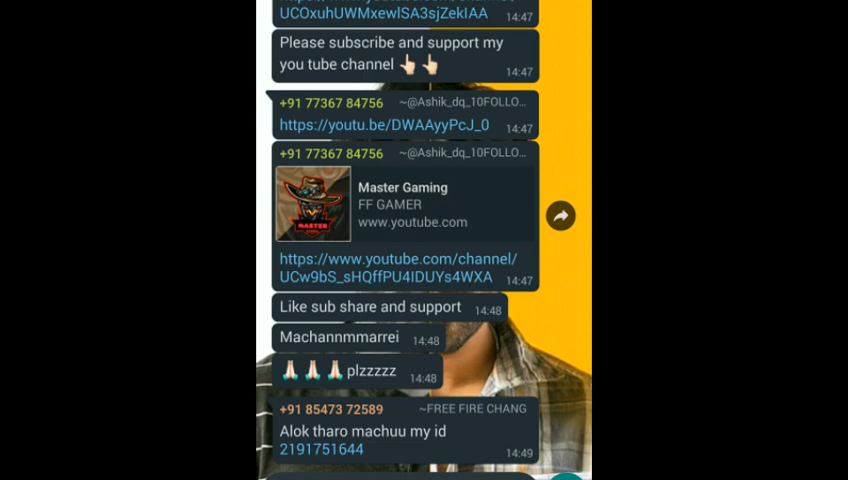 UCOxuhUWMxewlSA3sjZekIAA
14:47
Please subscribe and support my
you tube channel 👆🏻 👆🏻
14:47
+91 77367 84756 ~@Ashik_dq_10FOLLO...
https://youtu.be/DWAAyyPcJ_0 14:47
+91 77367 84756 ~@Ashik_dq_10FOLLO...
Master Gaming
FF GAMER
www.youtube.com
MASTER
https://www.youtube.com/channel/
UCw9bS_sHQffPU4IDUYs4WXA 14:47
Like sub share and support 14:48
Machannmmarrei 14:48
🙏🏻 🙏🏻 🙏🏻 plzzzzz 14:48
+91 85473 72589 ~FREE FIRE CHANG
Alok tharo machuu my id
2191751644 14:49